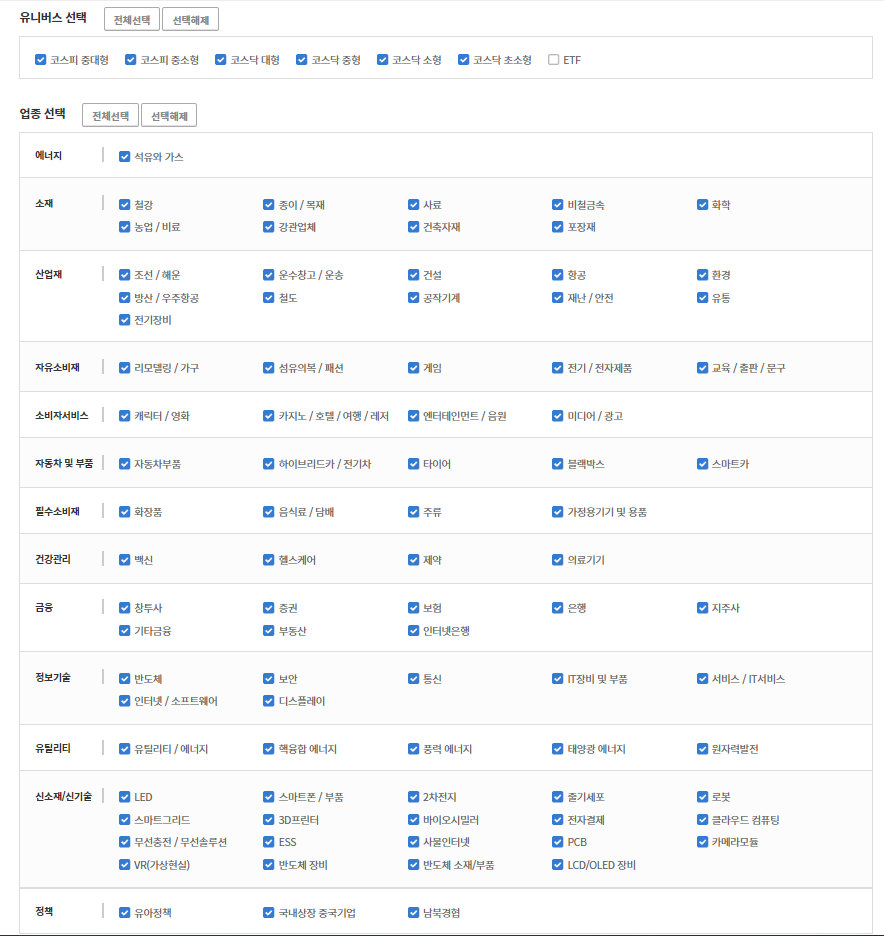 유니버스 선택 전체선택 선택해제
코스피 중대형 코스피 중소형 코스닥 대형 코스닥 중형 코스닥 소형 코스닥 초소형 ETF
업종 선택 전체선택 선택해제
에너지 석유와 가스
소재 철강 종이 / 목재 사료 비철금속 화학
농업 / 비료 강관업체 건축자재 포장재
산업재 조선 / 해운 운수창고 / 운송 건설 항공 환경
방산 / 우주항공 철도 공작기계 재난 / 안전 유통
전기장비
자유소비재 리모델링 / 가구 섬유의복 / 패션 게임 전기 / 전자제품 교육 / 출판 / 문구
소비자서비스 캐릭터 / 영화 카지노 / 호텔 / 여행 / 레저 엔터테인먼트 / 음원 미디어 / 광고
자동차 및 부품 자동차부품 하이브리드카 / 전기차 타이어 블랙박스 스마트카
필수소비재 화장품 음식료 / 담배 주류 가정용기기 및 용품
건강관리 백신 헬스케어 제약 의료기기
금융 창투사 증권 보험 은행 지주사
기타금융 부동산 인터넷은행
정보기술 반도체 보안 통신 IT장비 및 부품 서비스 / IT서비스
인터넷 / 소프트웨어 디스플레이
유틸리티 유틸리티 / 에너지 핵융합 에너지 풍력 에너지 태양광 에너지 원자력발전
신소재/신기술 LED 스마트폰 / 부품 2차전지 줄기세포 로봇
스마트그리드 3D프린터 바이오시밀러 전자결제 클라우드 컴퓨팅
무선충전 / 무선솔루션 ESS 사물인터넷 PCB 카메라모듈
VR(가상현실) 반도체 장비 반도체 소재/부품 LCD/OLED 장비
정책 유아정책 국내상장 중국기업 남북경협